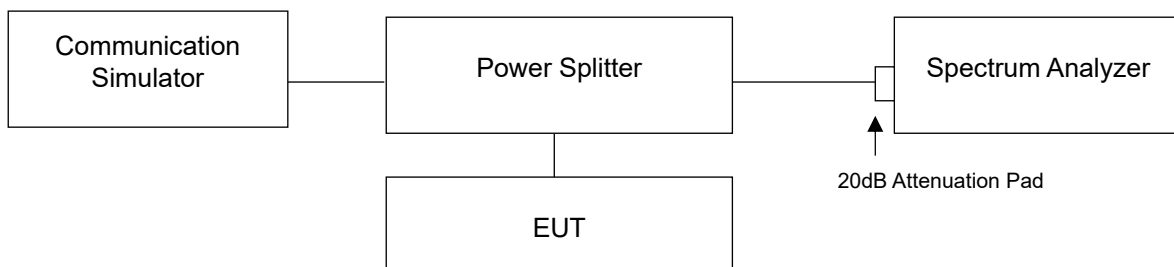 Communication
Simulator
Power Splitter
Spectrum Analyzer
20dB Attenuation Pad
EUT